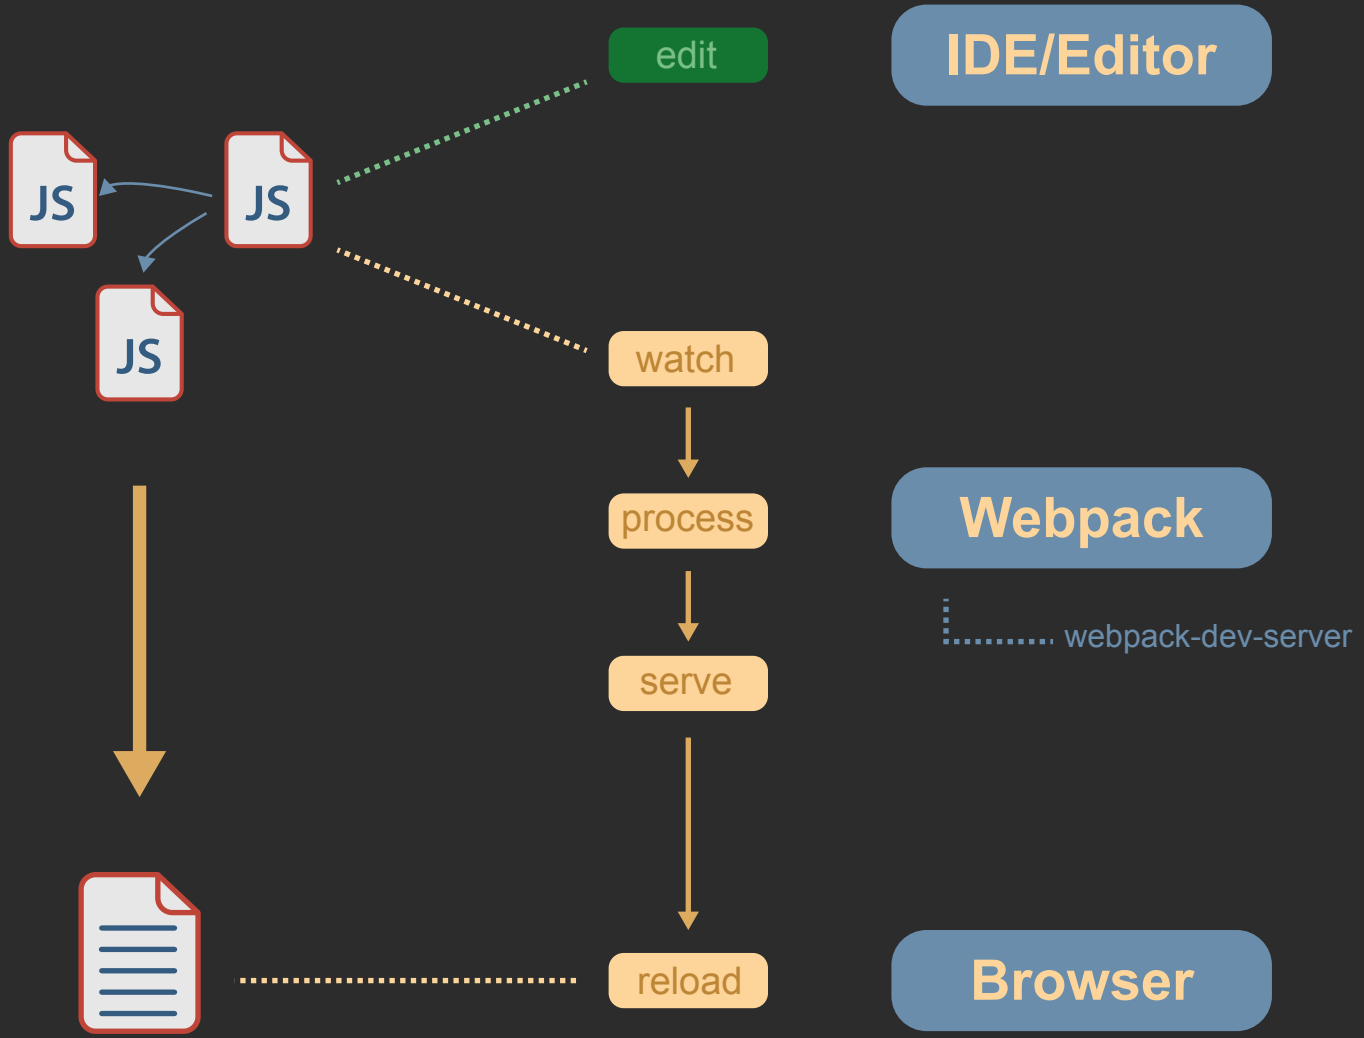 edit
IDE/Editor
JS
JS
JS
watch
process
Webpack
webpack-dev-server
serve
reload
Browser